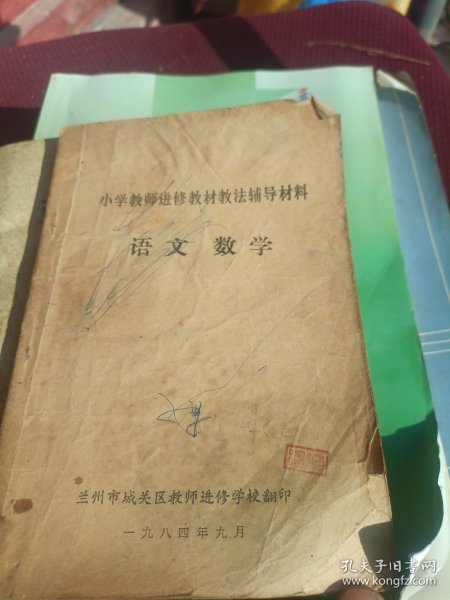 小学教师进修教材教法辅导材料
语文 数学
兰州市城关区教师进修学校翻印
一九八四年九月
孔夫子旧书网
www.kongfz.com